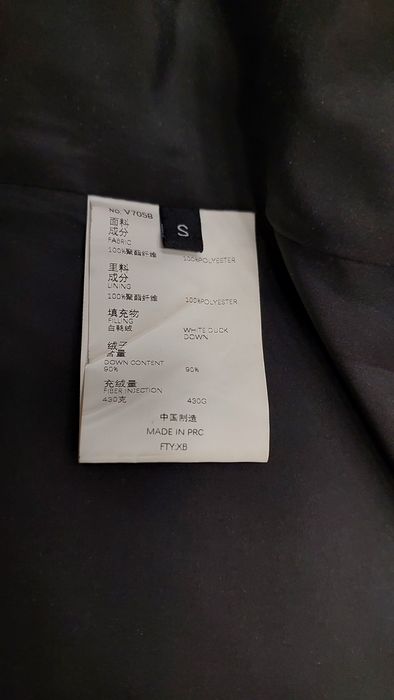 No. V705B
S
面料
成分
FABRIC
100%聚酯纤维 100%POLYESTER
里料
成分
LINING
100%聚酯纤维 100%POLYESTER
填充物
FILLING
白鸭绒 WHITE DUCK DOWN
绒子
含量
DOWN CONTENT
90% 90%
充绒量
FIBER INJECTION
430克 430G
中国制造
MADE IN PRC
FTY:XB